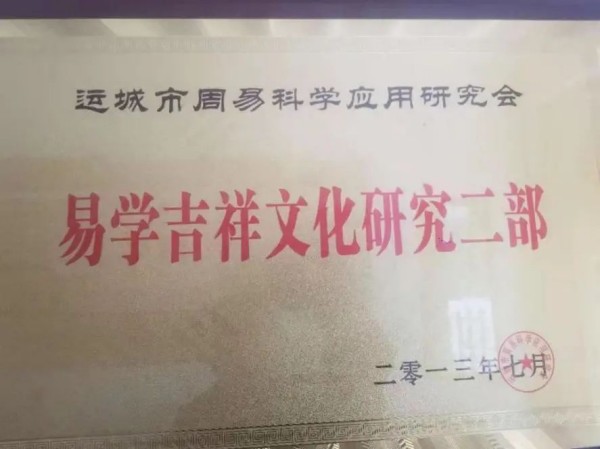 运城市周易科学应用研究会
易学吉祥文化研究二部
二零一三年七月